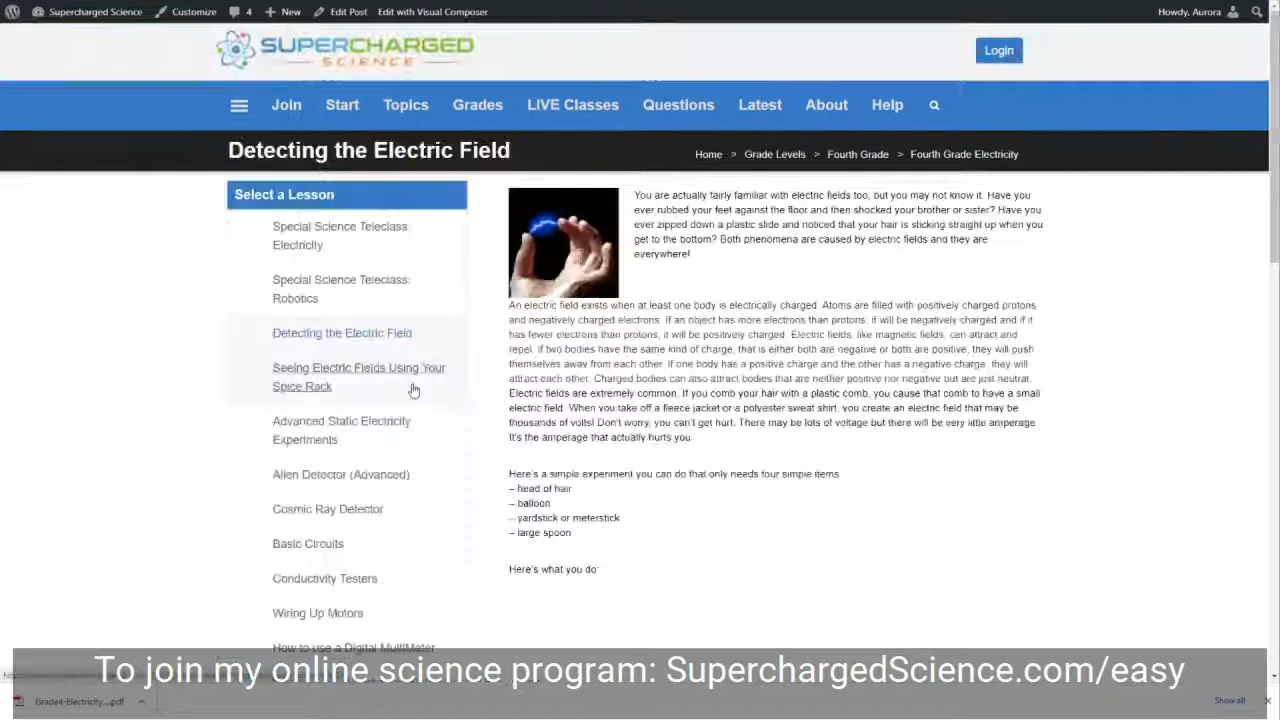 Supercharged Science Customize 4 New Edit Post Edit with Visual Composer Howdy, Aurora
SUPERCHARGED
SCIENCE
Login
Join Start Topics Grades LIVE Classes Questions Latest About Help
Detecting the Electric Field
Home > Grade Levels > Fourth Grade > Fourth Grade Electricity
Select a Lesson
Special Science Teleclass
Electricity
Special Science Teleclass:
Robotics
Detecting the Electric Field
Seeing Electric Fields Using Your
Spice Rack
Advanced Static Electricity
Experiments
Alien Detector (Advanced)
Cosmic Ray Detector
Basic Circuits
Conductivity Testers
Wiring Up Motors
How to use a Digital MultiMeter
You are actually fairly familiar with electric fields too, but you may not know it. Have you
ever rubbed your feet against the floor and then shocked your brother or sister? Have you
ever zipped down a plastic slide and noticed that your hair is sticking straight up when you
get to the bottom? Both phenomena are caused by electric fields and they are
everywhere!
An electric field exists when at least one body is electrically charged. Atoms are filled with positively charged protons
and negatively charged electrons. If an object has more electrons than protons, it will be negatively charged and if it
has fewer electrons than protons, it will be positively charged. Electric fields, like magnetic fields, can attract and
repel. If two bodies have the same kind of charge, that is either both are negative or both are positive, they will push
themselves away from each other. If one body has a positive charge and the other has a negative charge, they will
attract each other. Charged bodies can also attract bodies that are neither positive nor negative but are just neutral.
Electric fields are extremely common. If you comb your hair with a plastic comb, you cause that comb to have a small
electric field. When you take off a fleece jacket or a polyester sweat shirt, you create an electric field that may be
thousands of volts! Don't worry, you can't get hurt. There may be lots of voltage but there will be very little amperage.
It's the amperage that actually hurts you.
Here's a simple experiment you can do that only needs four simple items
– head of hair
– balloon
– yardstick or meterstick
– large spoon
Here's what you do
To join my online science program: SuperchargedScience.com/easy
Grade4-Electricity....pdf Show all